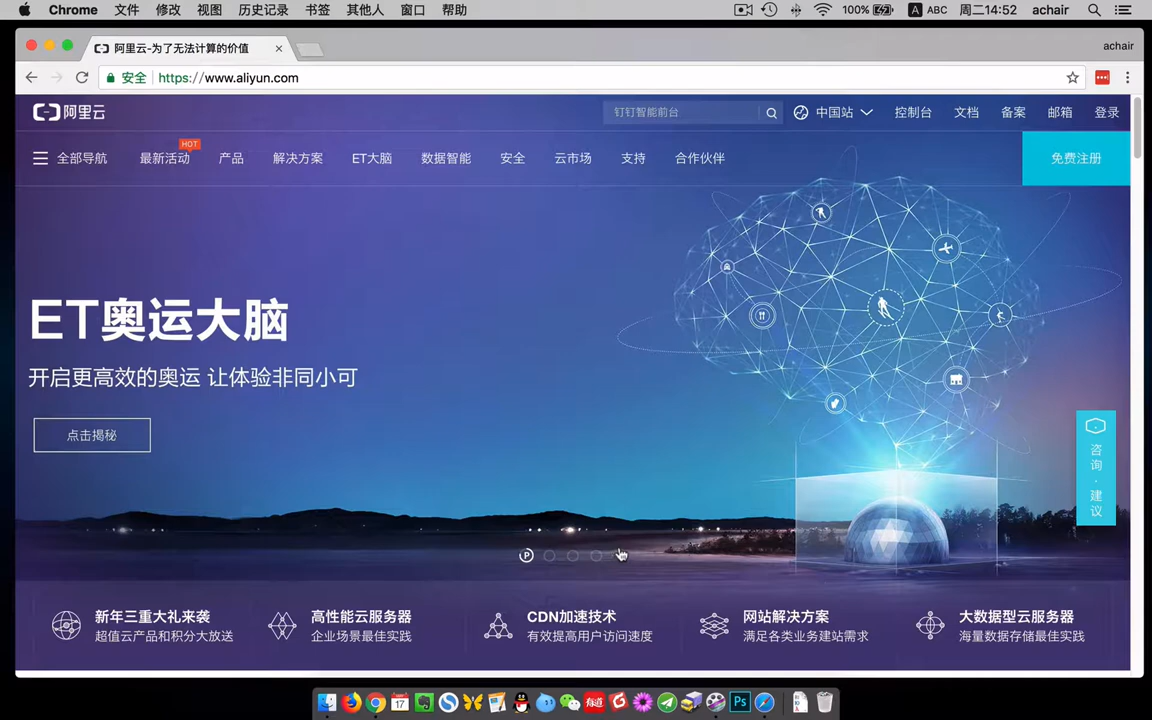 Chrome 文件 修改 视图 历史记录 书签 其他人 窗口 帮助 100% A ABC 周二14:52 achair
阿里云-为了无法计算的价值 achair
安全 https://www.aliyun.com
阿里云 钉钉智能前台 中国站 控制台 文档 备案 邮箱 登录
HOT
全部导航 最新活动 产品 解决方案 ET大脑 数据智能 安全 云市场 支持 合作伙伴 免费注册
ET奥运大脑
开启更高效的奥运 让体验非同小可
点击揭秘
咨询·建议
P
新年三重大礼来袭 高性能云服务器 CDN加速技术 网站解决方案 大数据型云服务器
超值云产品和积分大放送 企业场景最佳实践 有效提高用户访问速度 满足各类业务建站需求 海量数据存储最佳实践
17 有道 Ps